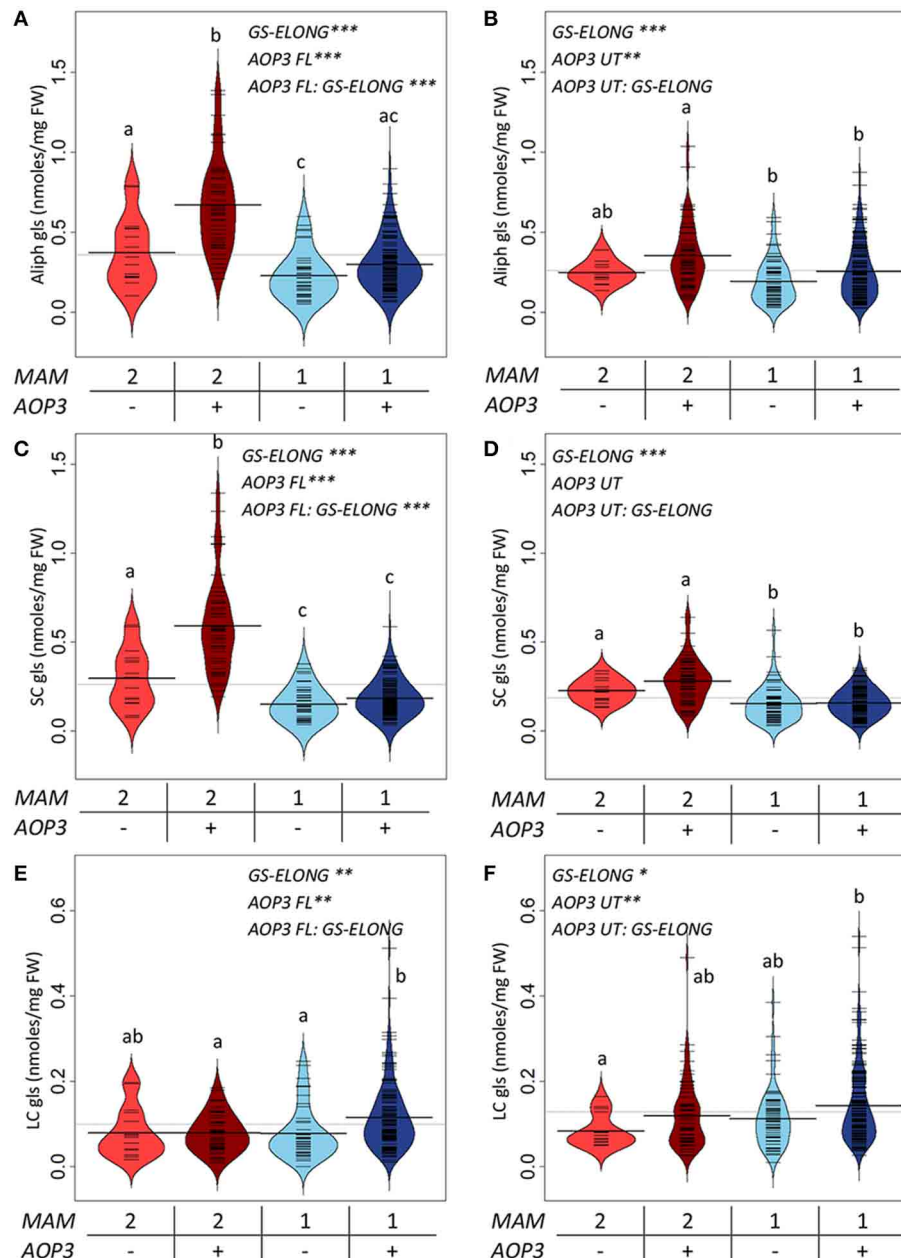 A
B
GS-ELONG***
AOP3 FL***
AOP3 FL: GS-ELONG ***
GS-ELONG ***
AOP3 UT**
AOP3 UT: GS-ELONG
a b c ac
ab a b b
Aliph gls (nmoles/mg FW)
0.0 0.5 1.0 1.5
Aliph gls (nmoles/mg FW)
0.0 0.5 1.0 1.5
MAM 2 2 1 1
AOP3 - + - +
MAM 2 2 1 1
AOP3 - + - +
C
D
GS-ELONG ***
AOP3 FL***
AOP3 FL: GS-ELONG ***
GS-ELONG ***
AOP3 UT
AOP3 UT: GS-ELONG
a b c c
a a b b
SC gls (nmoles/mg FW)
0.0 0.5 1.0 1.5
SC gls (nmoles/mg FW)
0.0 0.5 1.0 1.5
MAM 2 2 1 1
AOP3 - + - +
MAM 2 2 1 1
AOP3 - + - +
E
F
GS-ELONG **
AOP3 FL**
AOP3 FL: GS-ELONG
GS-ELONG *
AOP3 UT**
AOP3 UT: GS-ELONG
ab a a b
a ab ab b
LC gls (nmoles/mg FW)
0.0 0.2 0.4 0.6
LC gls (nmoles/mg FW)
0.0 0.2 0.4 0.6
MAM 2 2 1 1
AOP3 - + - +
MAM 2 2 1 1
AOP3 - + - +